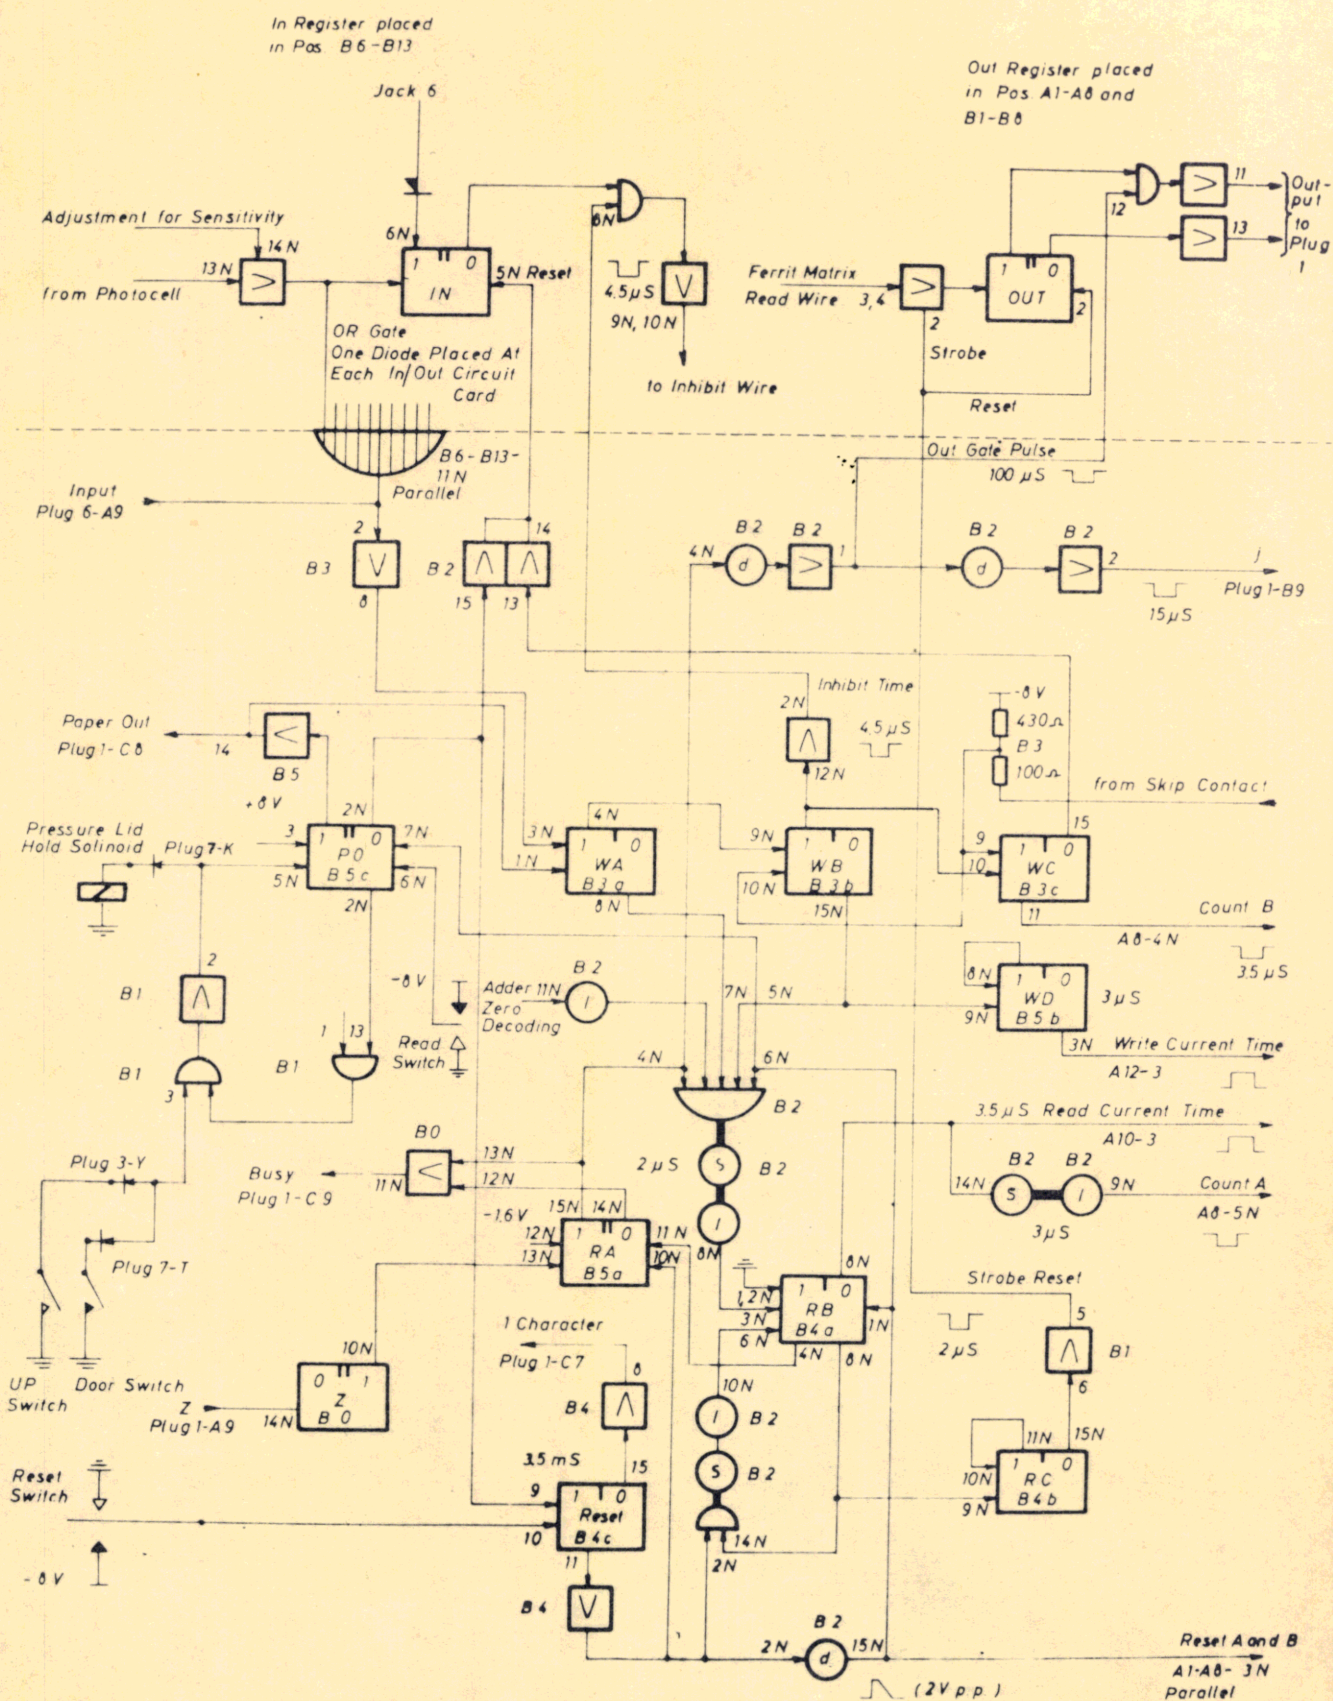 In Register placed
in Pos. B6-B13
Jack 6
Out Register placed
in Pos. A1-A8 and
B1-B8
Adjustment for Sensitivity
14N
13N
>
from Photocell
6N
1 0
IN
5N Reset
6N
4.5µS
V
9N, 10N
to Inhibit Wire
Ferrit Matrix
Read Wire 3,4
>
2
Strobe
1 0
OUT
2
Reset
12
>
11
>
13
Out-
put
to
Plug
1
OR Gate
One Diode Placed At
Each In/Out Circuit
Card
B6-B13-
11N
Parallel
Input
Plug 6-A9
Out Gate Pulse
100 µS
2
B3
V
8
B2
14
15 13
4N
B2
d
B2
>
1
B2
d
B2
>
2
J
Plug 1-B9
15µS
Paper Out
Plug 1-C8
14
<
B5
Inhibit Time
2N
4.5µS
12N
-8V
430Ω
B3
100Ω
from Skip Contact
+8V
Pressure Lid
Hold Solinoid
Plug 7-K
2N
3
1 0
PO
B5c
7N
5N
6N
2N
4N
3N
1N
1 0
WA
B3a
8N
9N
10N
1 0
WB
B3b
15N
15
9
10
1 0
WC
B3c
11
Count B
A8-4N
3.5µS
2
B1
B1
3
1 13
B1
-8V
Read
Switch
Adder 11N
Zero
Decoding
B2
I
7N 5N
4N
6N
B2
8N
9N
1 0
WD
B5b
3µS
3N
Write Current Time
A12-3
3.5µS Read Current Time
A10-3
2µS
S
B2
I
8N
B2 B2
14N
S
I
9N
3µS
Count A
A8-5N
Plug 3-Y
Plug 7-T
UP
Switch
Door Switch
B0
<
13N
12N
11N
Busy
Plug 1-C9
-1.6V
15N 14N
12N
13N
1 0
RA
B5a
11N
10N
1,2N
3N
6N
1 0
RB
B4a
8N
1N
4N
8N
Strobe Reset
2µS
5
B1
6
1 Character
Plug 1-C7
8
B4
10N
0 1
Z
B0
14N
Z
Plug 1-A9
10N
I
B2
S
B2
14N
2N
11N
15N
10N
9N
1 0
RC
B4b
Reset
Switch
-8V
3.5mS
15
9
10
1 0
Reset
B4c
11
B4
V
2N
B2
d
15N
(2V p.p.)
Reset A and B
A1-A8-3N
Parallel